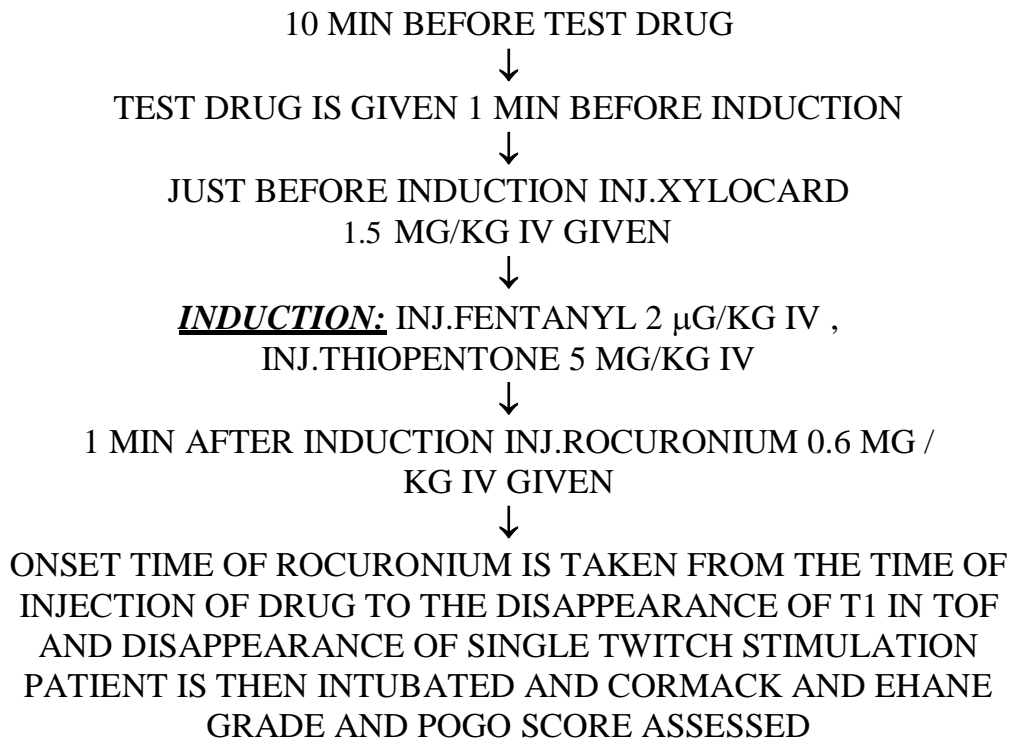 10 MIN BEFORE TEST DRUG
↓
TEST DRUG IS GIVEN 1 MIN BEFORE INDUCTION
↓
JUST BEFORE INDUCTION INJ.XYLOCARD
1.5 MG/KG IV GIVEN
↓
INDUCTION: INJ.FENTANYL 2 μG/KG IV ,
INJ.THIOPENTONE 5 MG/KG IV
↓
1 MIN AFTER INDUCTION INJ.ROCURONIUM 0.6 MG /
KG IV GIVEN
↓
ONSET TIME OF ROCURONIUM IS TAKEN FROM THE TIME OF
INJECTION OF DRUG TO THE DISAPPEARANCE OF T1 IN TOF
AND DISAPPEARANCE OF SINGLE TWITCH STIMULATION
PATIENT IS THEN INTUBATED AND CORMACK AND EHANE
GRADE AND POGO SCORE ASSESSED